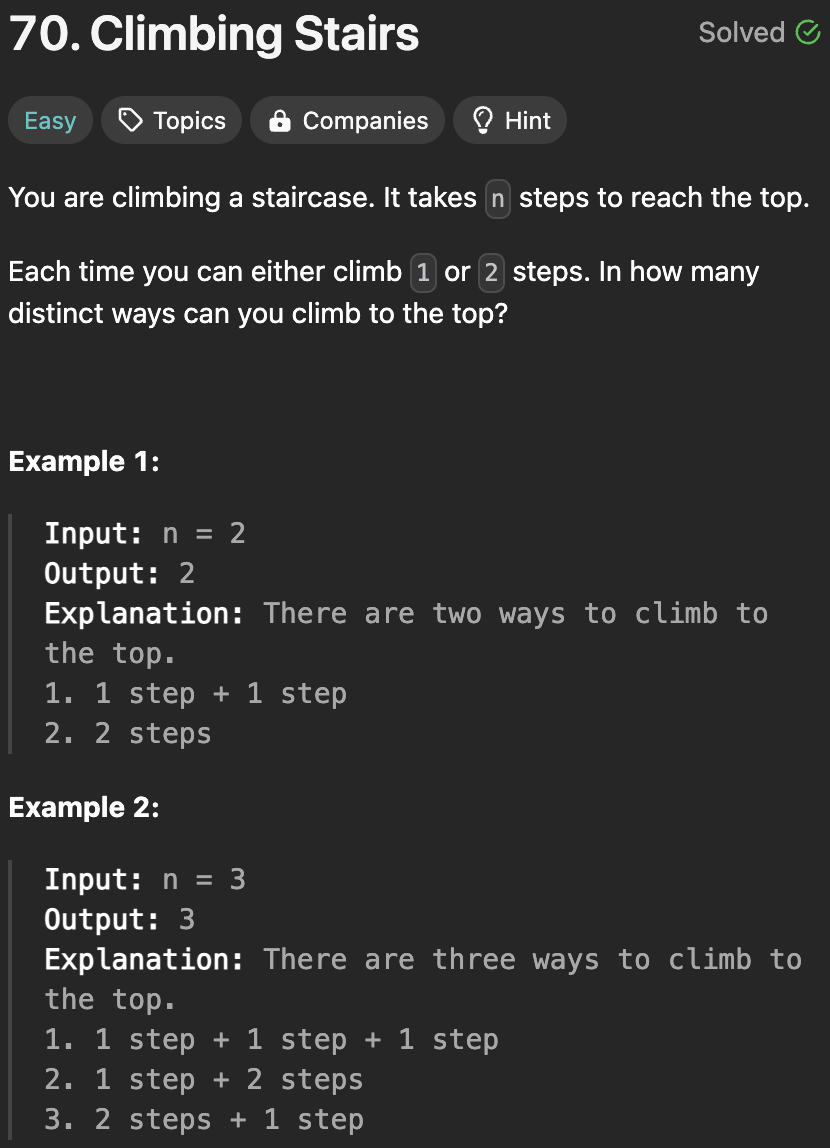 70. Climbing Stairs
Solved
Easy
Topics
Companies
Hint
You are climbing a staircase. It takes n steps to reach the top.
Each time you can either climb 1 or 2 steps. In how many
distinct ways can you climb to the top?
Example 1:
Input: n = 2
Output: 2
Explanation: There are two ways to climb to
the top.
1. 1 step + 1 step
2. 2 steps
Example 2:
Input: n = 3
Output: 3
Explanation: There are three ways to climb to
the top.
1. 1 step + 1 step + 1 step
2. 1 step + 2 steps
3. 2 steps + 1 step